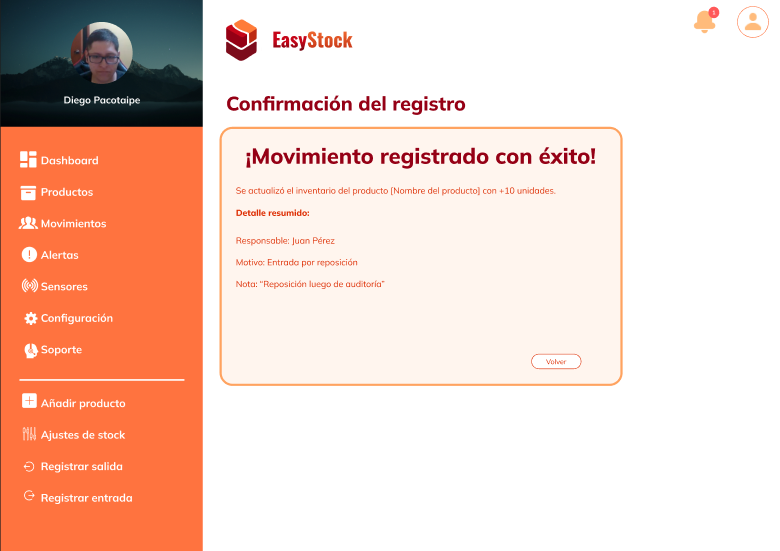 EasyStock
1
Diego Pacotaipe
Confirmación del registro
¡Movimiento registrado con éxito!
Se actualizó el inventario del producto [Nombre del producto] con +10 unidades.
Detalle resumido:
Responsable: Juan Pérez
Motivo: Entrada por reposición
Nota: “Reposición luego de auditoría”
Volver
Dashboard
Productos
Movimientos
Alertas
Sensores
Configuración
Soporte
Añadir producto
Ajustes de stock
Registrar salida
Registrar entrada